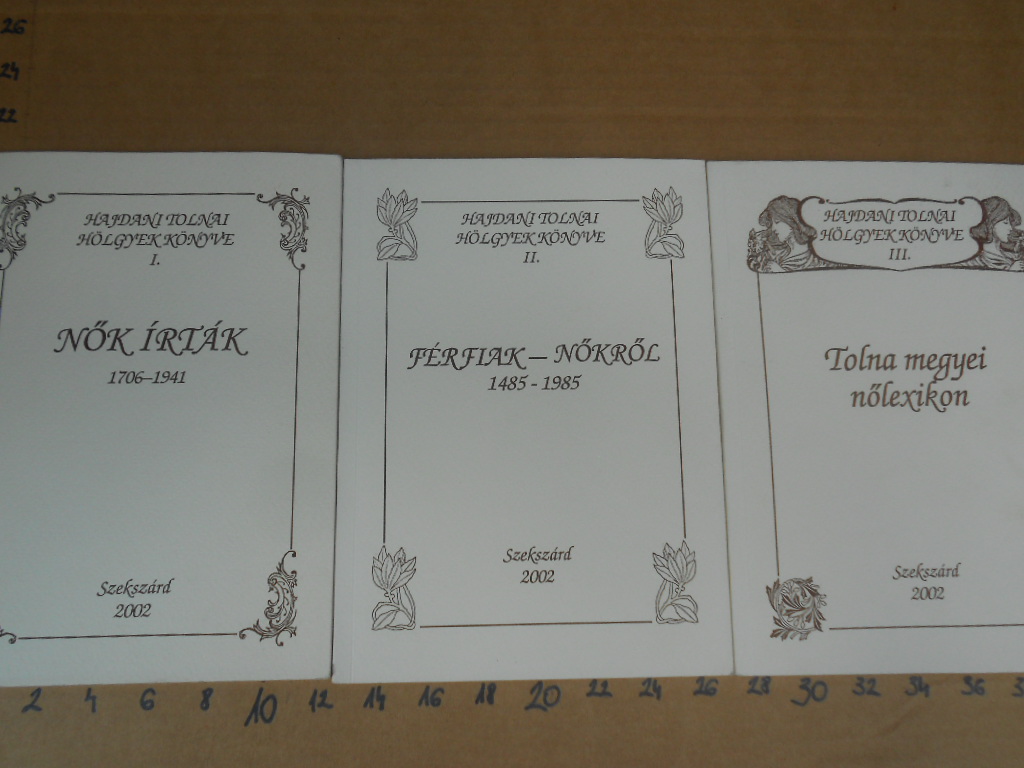 26
24
22
HAJDANI TOLNAI
HÖLGYEK KÖNYVE
I.
NŐK ÍRTÁK
1706–1941
Szekszárd
2002
HAJDANI TOLNAI
HÖLGYEK KÖNYVE
II.
FÉRFIAK – NŐKRŐL
1485 - 1985
Szekszárd
2002
HAJDANI TOLNAI
HÖLGYEK KÖNYVE
III.
Tolna megyei
nőlexikon
Szekszárd
2002
2 4 6 8 10 12 14 16 18 20 22 24 26 28 30 32 34 36